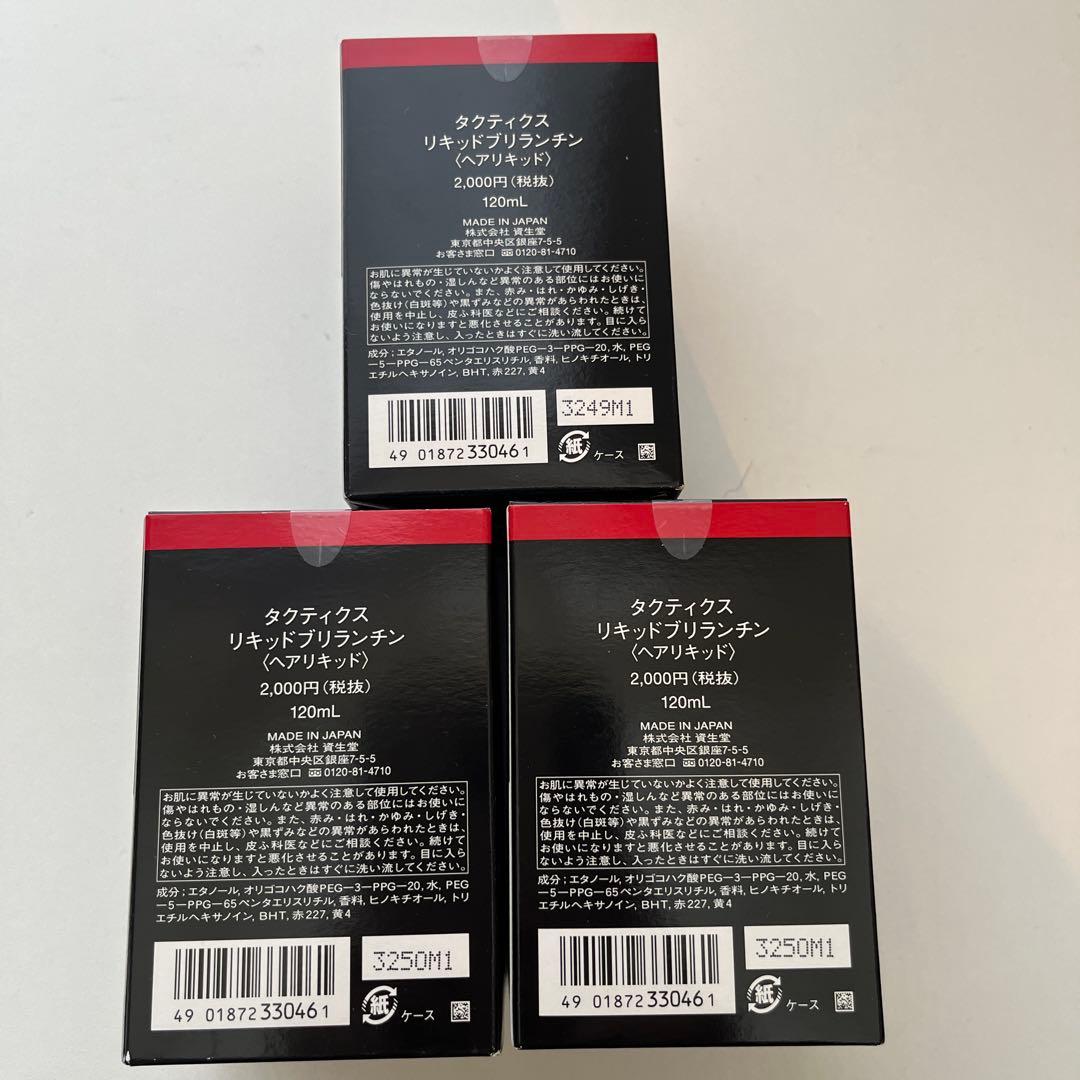 タクティクス
リキッドブリランチン
〈ヘアリキッド〉
2,000円(税抜)
120mL
MADE IN JAPAN
株式会社 資生堂
東京都中央区銀座7-5-5
お客さま窓口 0120-81-4710
お肌に異常が生じていないかよく注意して使用してください。
傷やはれもの・湿しんなど異常のある部位にはお使いに
ならないでください。また、赤み・はれ・かゆみ・しげき・
色抜け(白斑等)や黒ずみなどの異常があらわれたときは、
使用を中止し、皮ふ科医などにご相談ください。続けて
お使いになりますと悪化させることがあります。目に入ら
ないよう注意し、入ったときはすぐに洗い流してください。
成分;エタノール, オリゴコハク酸PEG-3-PPG-20, 水, PEG
-5-PPG-65ペンタエリスリチル, 香料, ヒノキチオール, トリ
エチルヘキサノイン, BHT, 赤227, 黄4
3249M1
4901872330461
紙
ケース
タクティクス
リキッドブリランチン
〈ヘアリキッド〉
2,000円(税抜)
120mL
MADE IN JAPAN
株式会社 資生堂
東京都中央区銀座7-5-5
お客さま窓口 0120-81-4710
お肌に異常が生じていないかよく注意して使用してください。
傷やはれもの・湿しんなど異常のある部位にはお使いに
ならないでください。また、赤み・はれ・かゆみ・しげき・
色抜け(白斑等)や黒ずみなどの異常があらわれたときは、
使用を中止し、皮ふ科医などにご相談ください。続けて
お使いになりますと悪化させることがあります。目に入ら
ないよう注意し、入ったときはすぐに洗い流してください。
成分;エタノール, オリゴコハク酸PEG-3-PPG-20, 水, PEG
-5-PPG-65ペンタエリスリチル, 香料, ヒノキチオール, トリ
エチルヘキサノイン, BHT, 赤227, 黄4
3250M1
4901872330461
紙
ケース
タクティクス
リキッドブリランチン
〈ヘアリキッド〉
2,000円(税抜)
120mL
MADE IN JAPAN
株式会社 資生堂
東京都中央区銀座7-5-5
お客さま窓口 0120-81-4710
お肌に異常が生じていないかよく注意して使用してください。
傷やはれもの・湿しんなど異常のある部位にはお使いに
ならないでください。また、赤み・はれ・かゆみ・しげき・
色抜け(白斑等)や黒ずみなどの異常があらわれたときは、
使用を中止し、皮ふ科医などにご相談ください。続けて
お使いになりますと悪化させることがあります。目に入ら
ないよう注意し、入ったときはすぐに洗い流してください。
成分;エタノール, オリゴコハク酸PEG-3-PPG-20, 水, PEG
-5-PPG-65ペンタエリスリチル, 香料, ヒノキチオール, トリ
エチルヘキサノイン, BHT, 赤227, 黄4
3250M1
4901872330461
紙
ケース